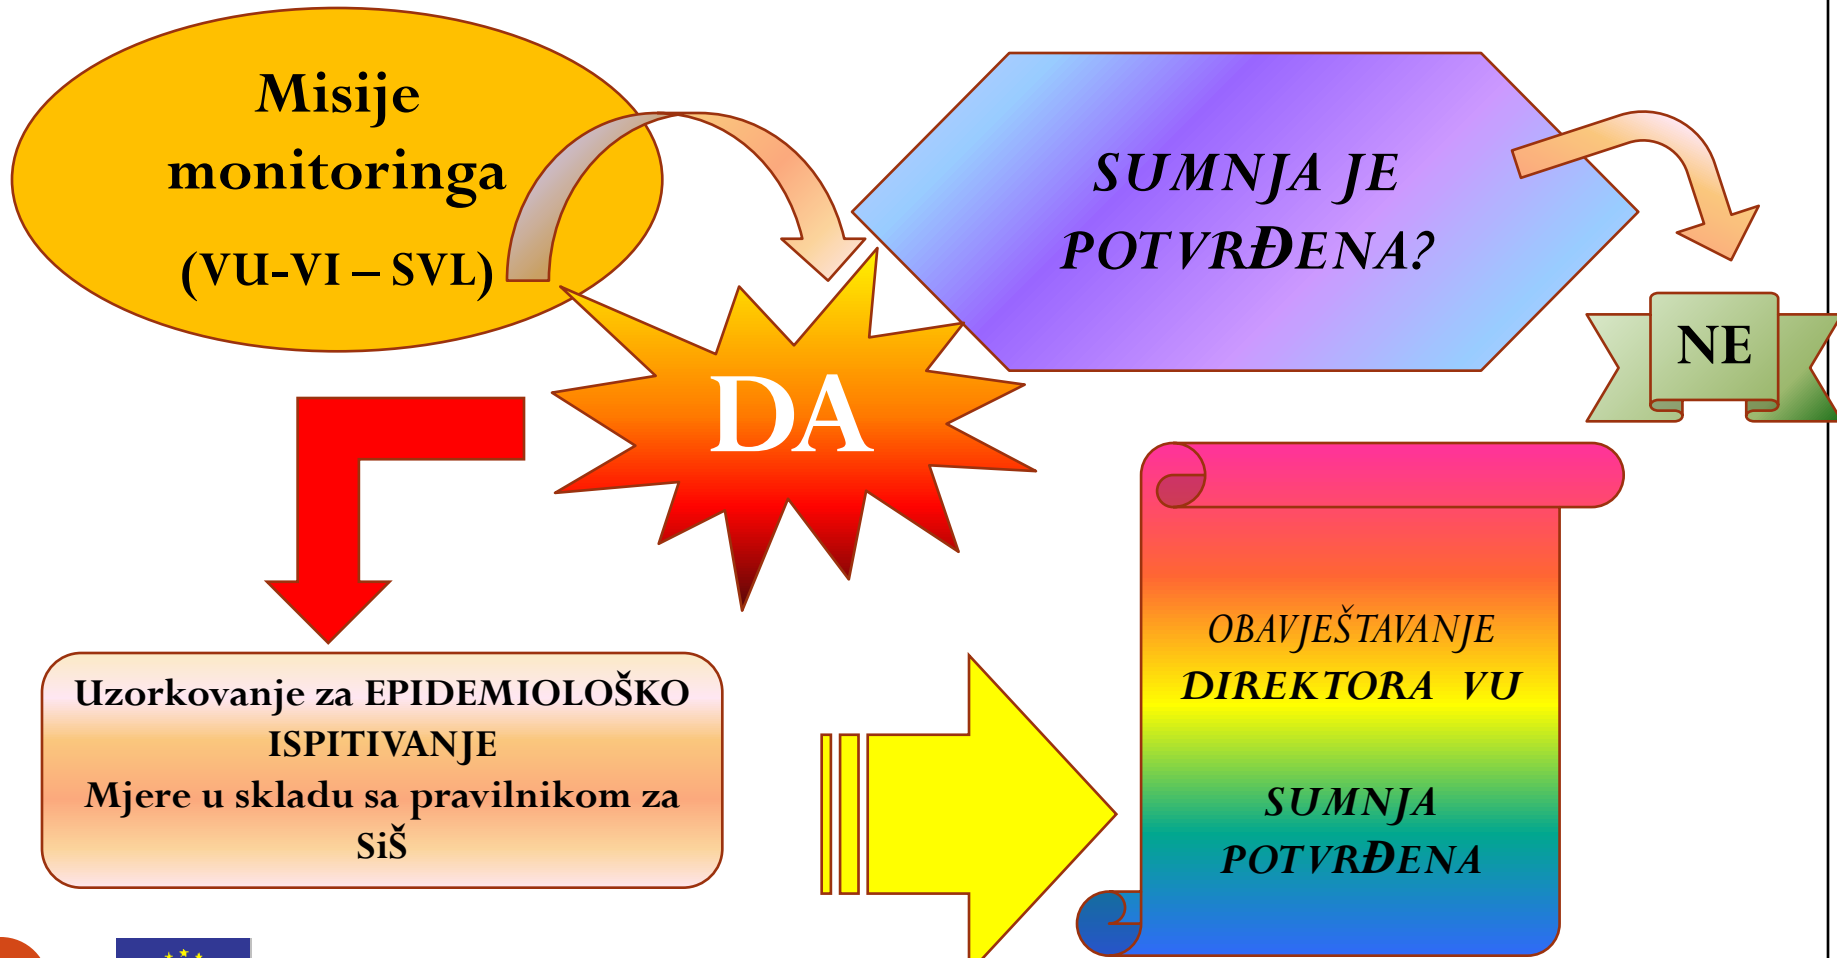 Misije
monitoringa
(VU-VI – SVL)
SUMNJA JE
POTVRĐENA?
NE
DA
Uzorkovanje za EPIDEMIOLOŠKO
ISPITIVANJE
Mjere u skladu sa pravilnikom za
SiŠ
OBAVJEŠTAVANJE
DIREKTORA VU
SUMNJA
POTVRĐENA